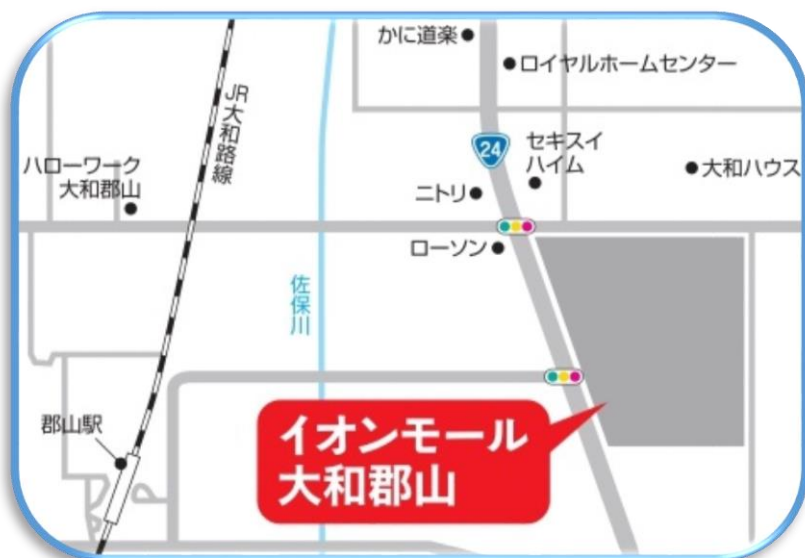 かに道楽
ロイヤルホームセンター
JR大和路線
24
セキスイ
ハイム
大和ハウス
ハローワーク
大和郡山
ニトリ
ローソン
佐保川
郡山駅
イオンモール
大和郡山